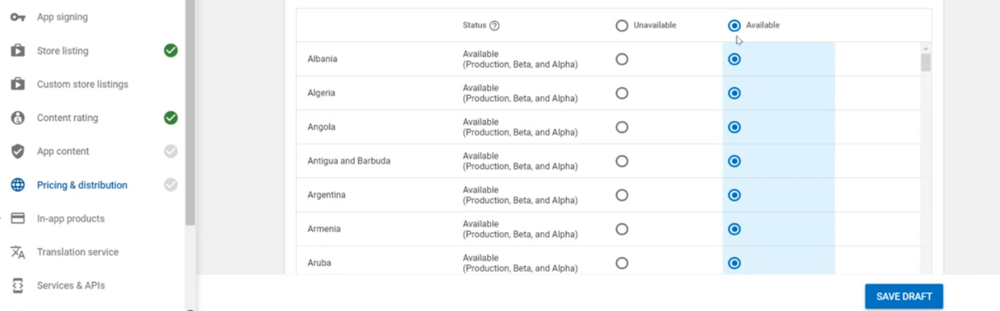 App signing
Store listing
Custom store listings
Content rating
App content
Pricing & distribution
In-app products
Translation service
Services & APIs
Status ? Unavailable Available
Albania
Available
(Production, Beta, and Alpha)
Algeria
Available
(Production, Beta, and Alpha)
Angola
Available
(Production, Beta, and Alpha)
Antigua and Barbuda
Available
(Production, Beta, and Alpha)
Argentina
Available
(Production, Beta, and Alpha)
Armenia
Available
(Production, Beta, and Alpha)
Aruba
Available
(Production, Beta, and Alpha)
SAVE DRAFT